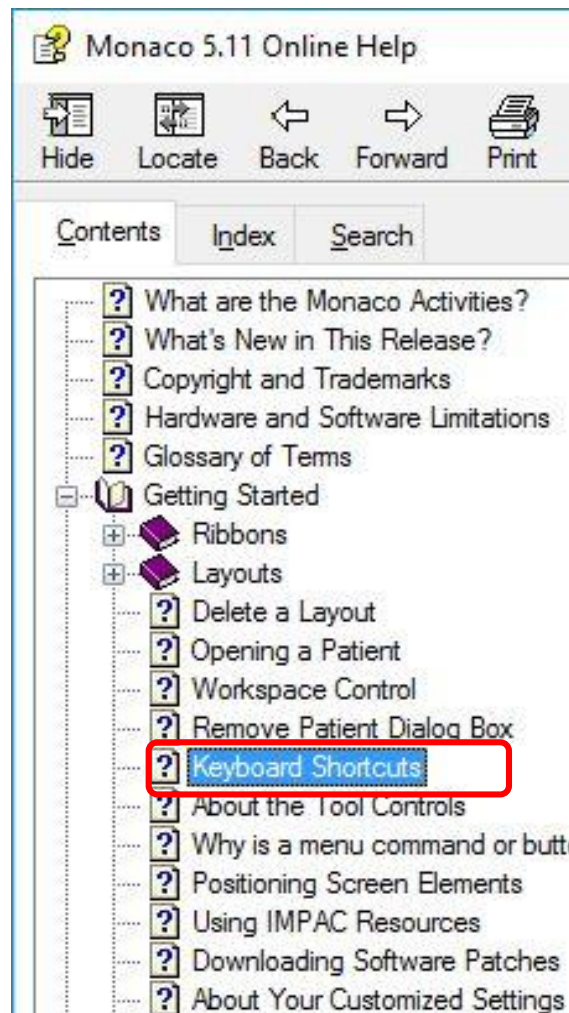 Monaco 5.11 Online Help
Hide Locate Back Forward Print
Contents Index Search
What are the Monaco Activities?
What's New in This Release?
Copyright and Trademarks
Hardware and Software Limitations
Glossary of Terms
Getting Started
Ribbons
Layouts
Delete a Layout
Opening a Patient
Workspace Control
Remove Patient Dialog Box
Keyboard Shortcuts
About the Tool Controls
Why is a menu command or butt
Positioning Screen Elements
Using IMPAC Resources
Downloading Software Patches
About Your Customized Settings